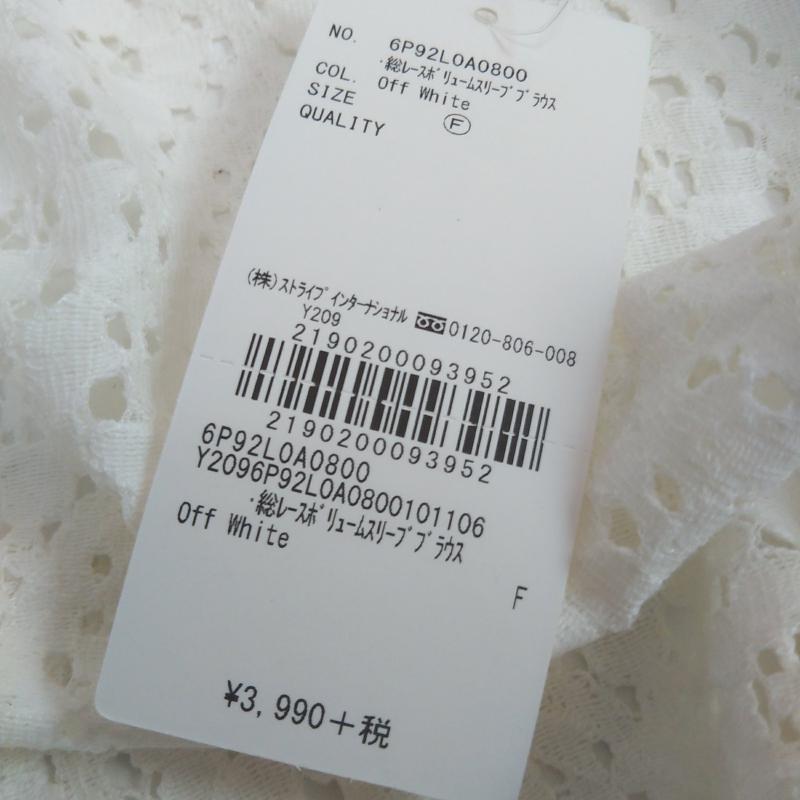 NO. 6P92L0A0800
･総レースボリュームスリーブブラウス
COL. Off White
SIZE Ⓕ
QUALITY
(株)ストライプインターナショナル 0120-806-008
Y209
2190200093952
2190200093952
6P92L0A0800
Y2096P92L0A0800101106
･総レースボリュームスリーブブラウス
Off White
F
¥3,990+税